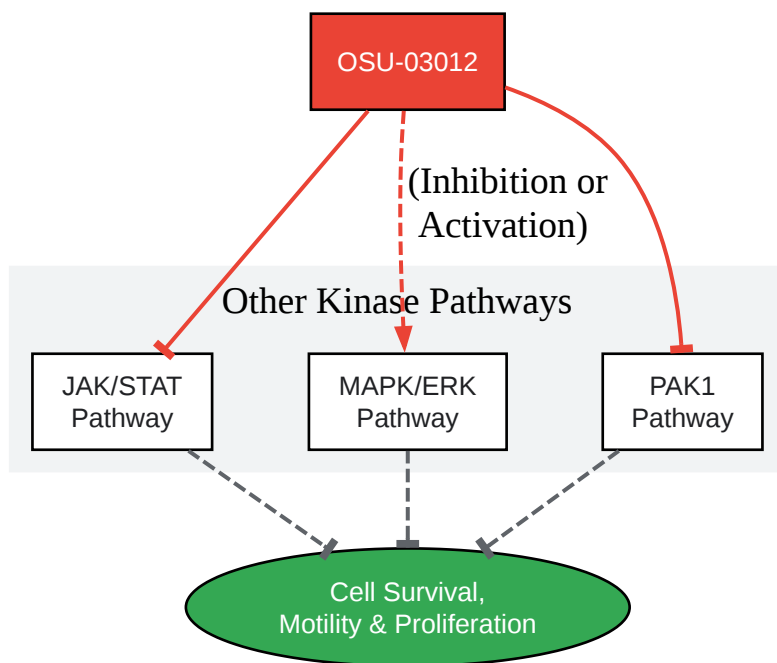 OSU-03012
(Inhibition or
Activation)
Other Kinase Pathways
JAK/STAT
Pathway
MAPK/ERK
Pathway
PAK1
Pathway
Cell Survival,
Motility & Proliferation